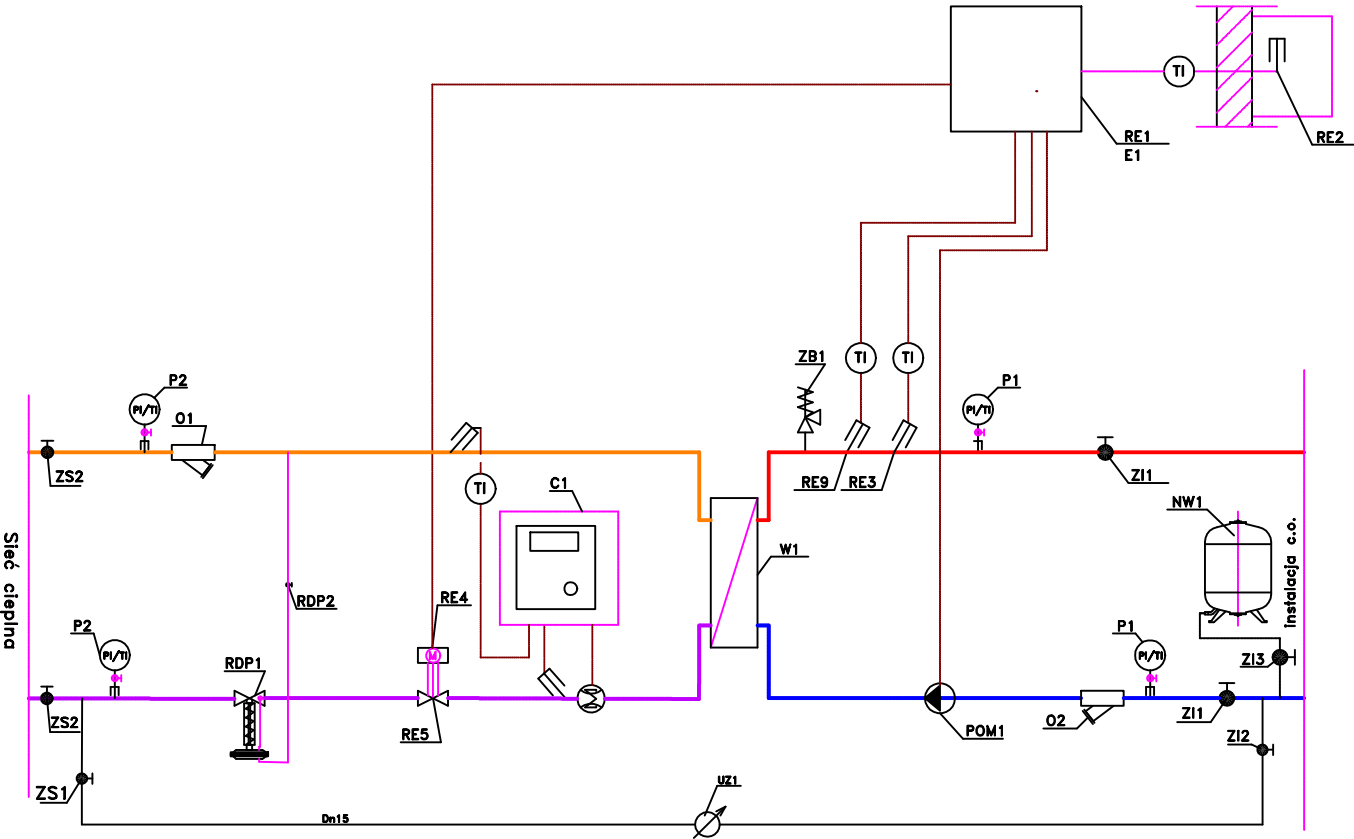 TI
RE1
E1
RE2
ZB1
TI
TI
P2
PI/TI
O1
P1
PI/TI
ZS2
TI
C1
RE9
RE3
ZI1
NW1
W1
Sieć cieplna
Instalacja c.o.
RDP2
RE4
P2
PI/TI
RDP1
M
P1
PI/TI
ZI3
ZS2
RE5
POM1
O2
ZI1
ZI2
ZS1
UZ1
Dn15